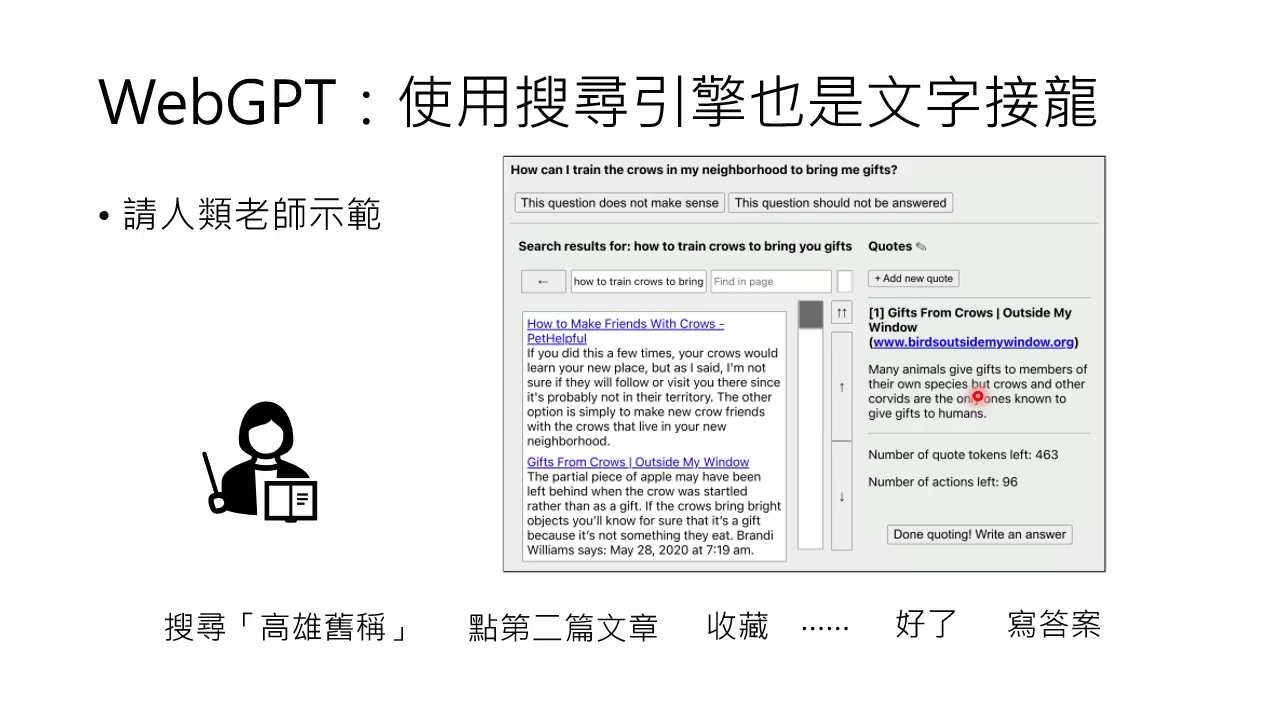 WebGPT：使用搜尋引擎也是文字接龍
• 請人類老師示範
How can I train the crows in my neighborhood to bring me gifts?
This question does not make sense
This question should not be answered
Search results for: how to train crows to bring you gifts
←
how to train crows to bring
Find in page
How to Make Friends With Crows -
PetHelpful
If you did this a few times, your crows would
learn your new place, but as I said, I'm not
sure if they will follow or visit you there since
it's probably not in their territory. The other
option is simply to make new crow friends
with the crows that live in your new
neighborhood.
Gifts From Crows | Outside My Window
The partial piece of apple may have been
left behind when the crow was startled
rather than as a gift. If the crows bring bright
objects you'll know for sure that it's a gift
because it's not something they eat. Brandi
Williams says: May 28, 2020 at 7:19 am.
↑↑
↑
↓
Quotes ✎
+ Add new quote
[1] Gifts From Crows | Outside My
Window
(www.birdsoutsidemywindow.org)
Many animals give gifts to members of
their own species but crows and other
corvids are the only ones known to
give gifts to humans.
Number of quote tokens left: 463
Number of actions left: 96
Done quoting! Write an answer
搜尋「高雄舊稱」 點第二篇文章 收藏 …… 好了 寫答案